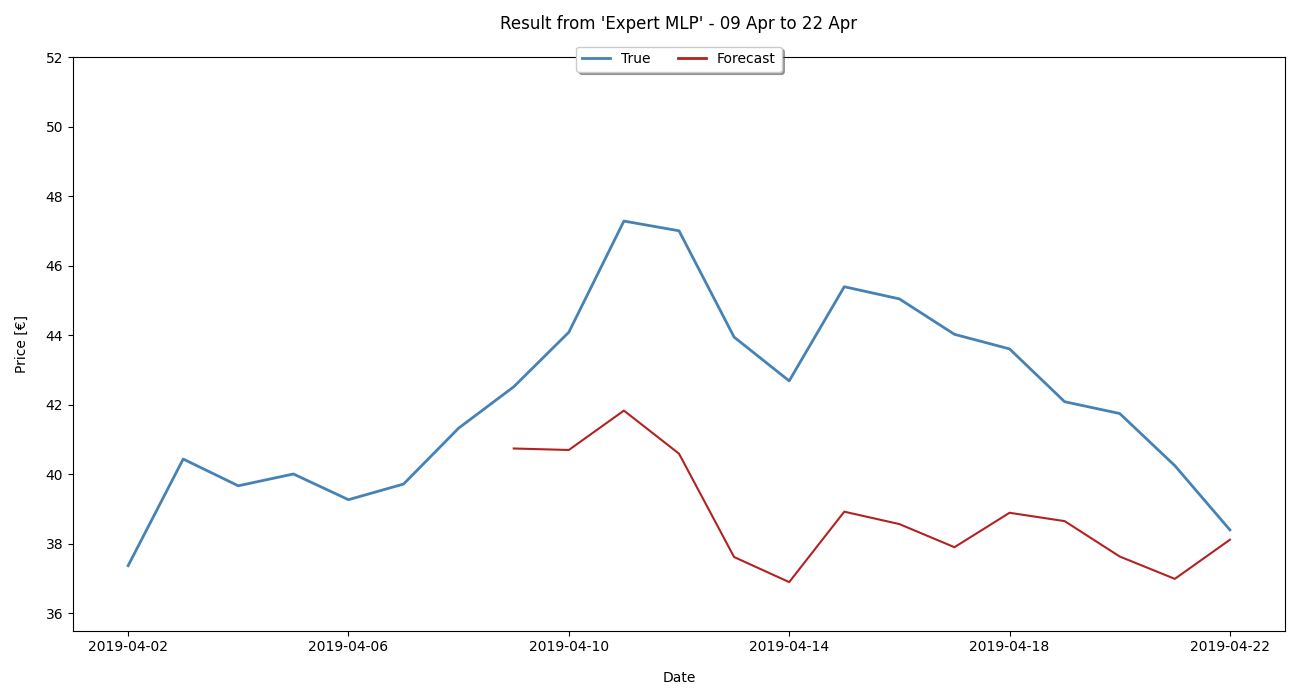 Result from 'Expert MLP' - 09 Apr to 22 Apr
True Forecast
52
50
48
46
44
42
40
38
36
Price [€]
2019-04-02 2019-04-06 2019-04-10 2019-04-14 2019-04-18 2019-04-22
Date